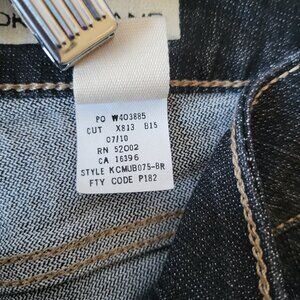 PO W403885
CUT X813 B15
07/10
RN 52002
CA 16396
STYLE KCMUB075-BR
FTY CODE P182